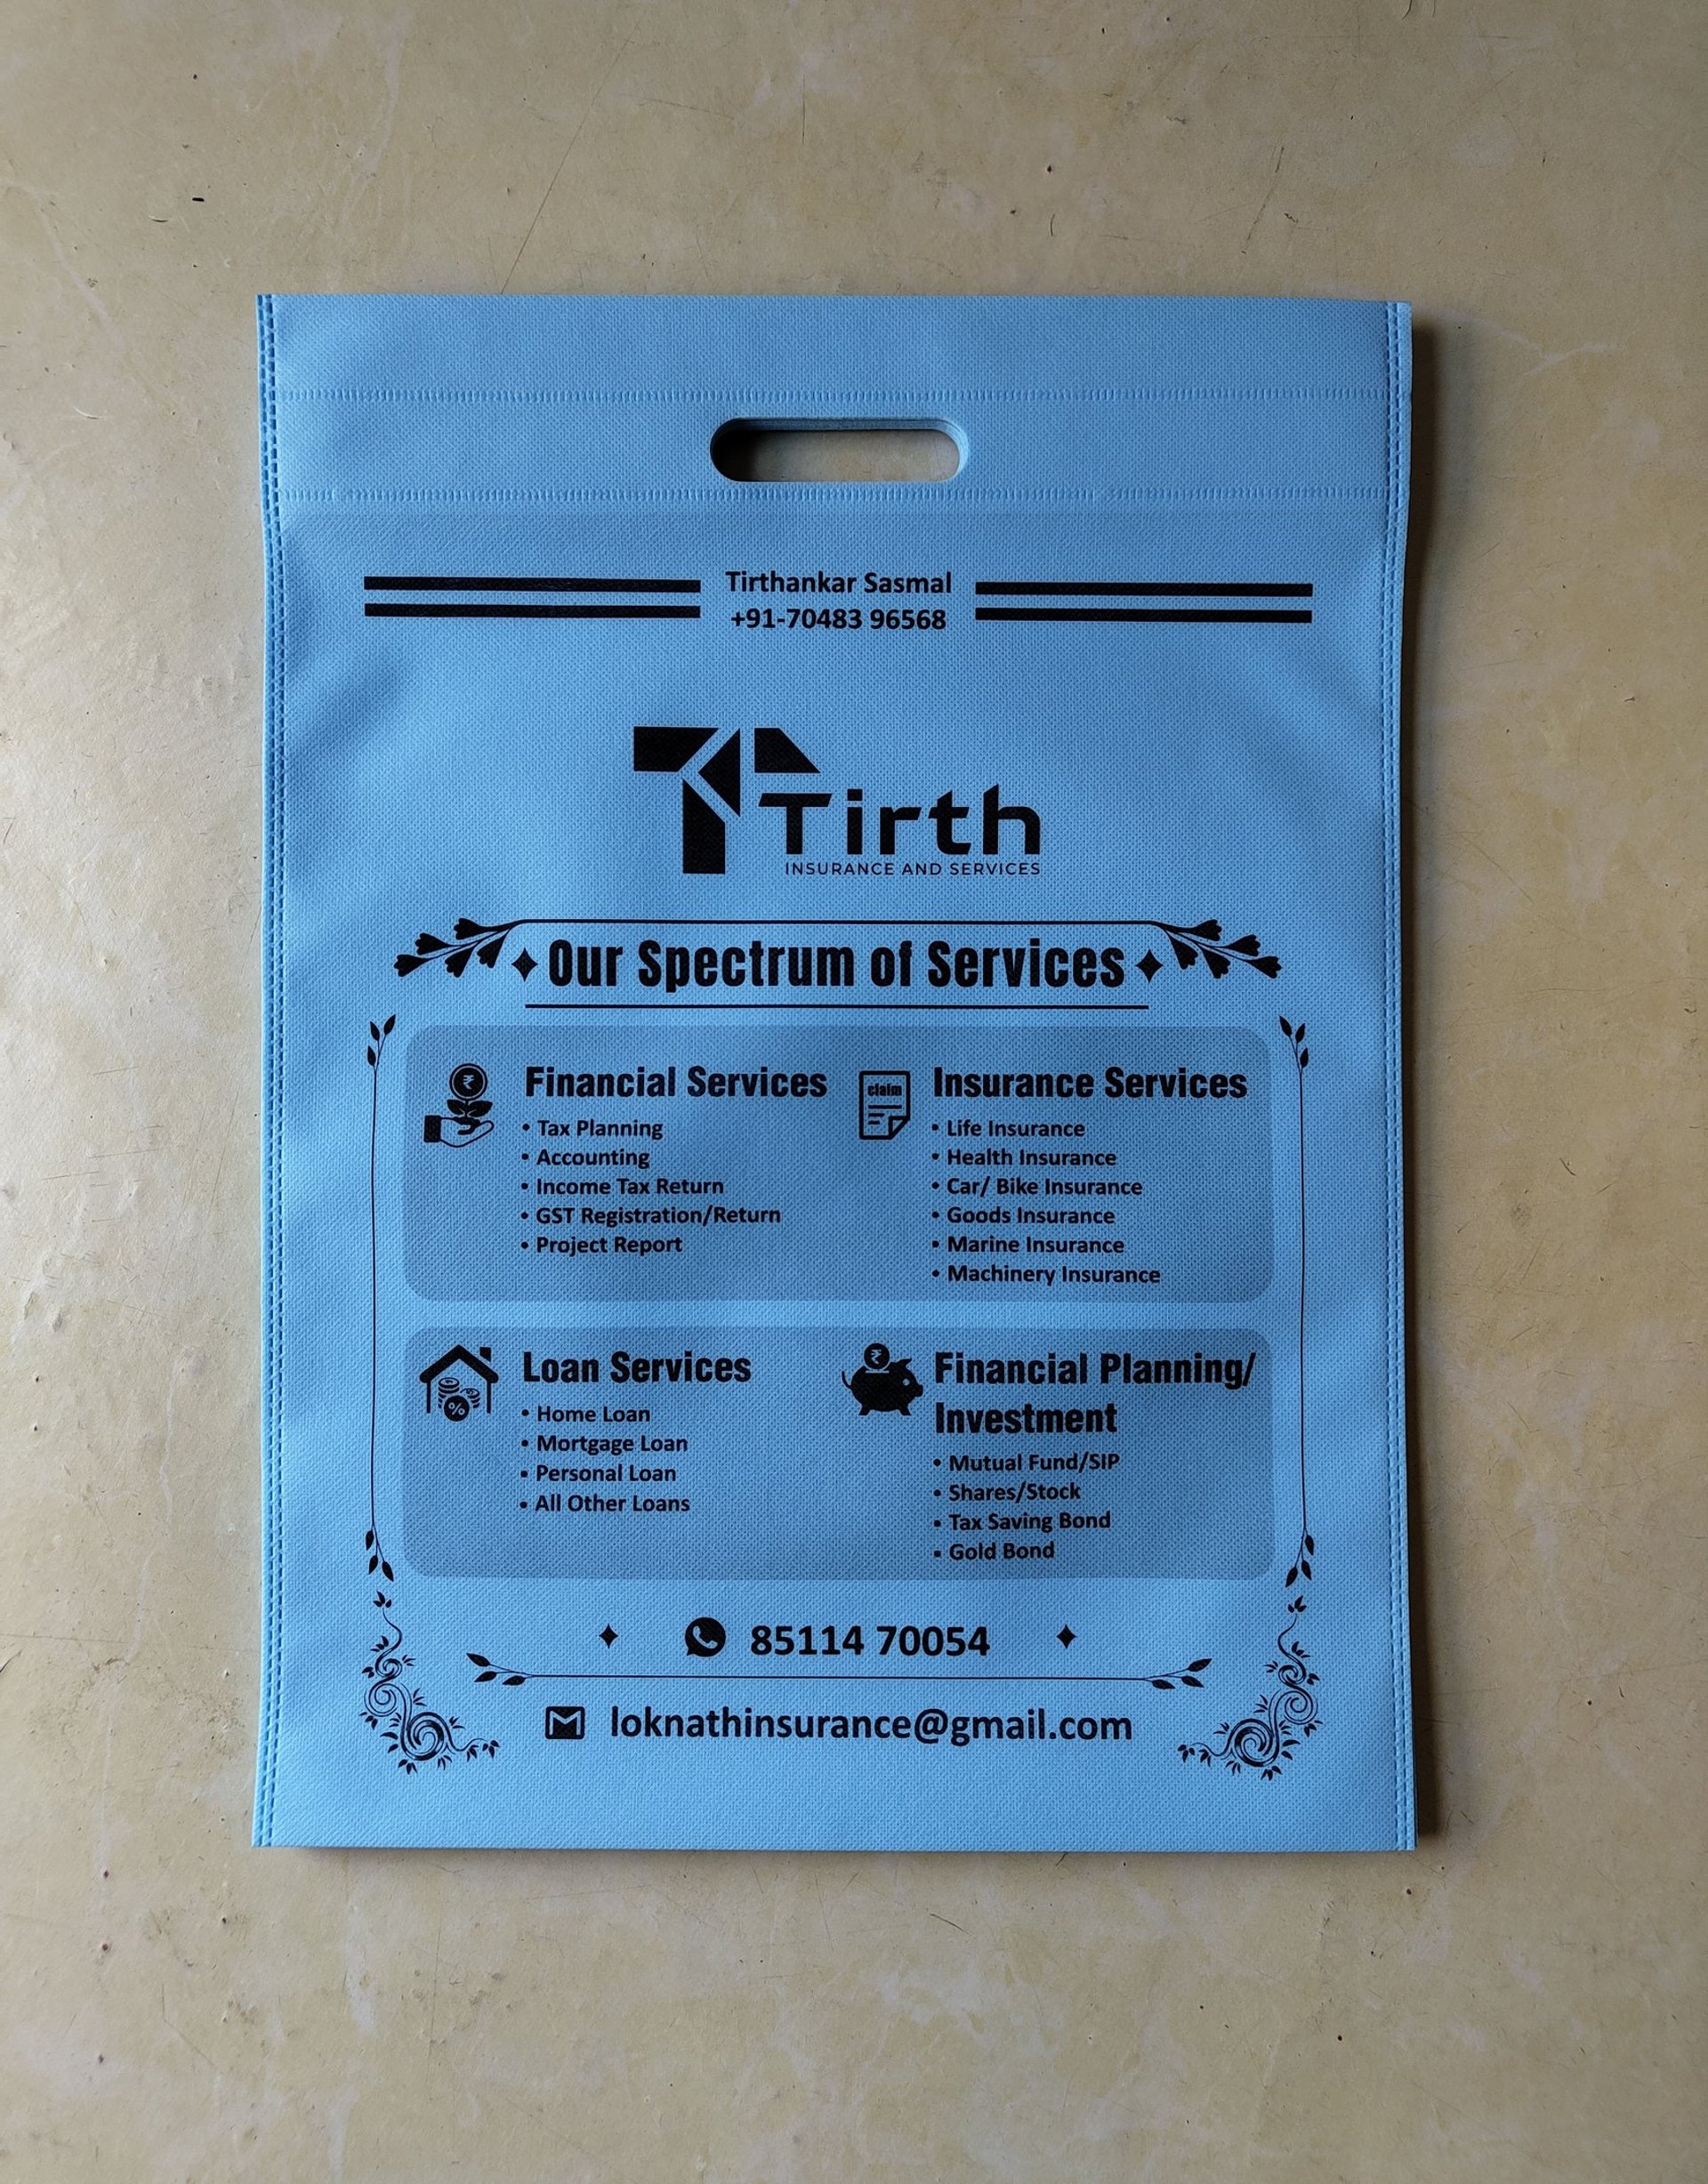 Tirthankar Sasmal
+91-70483 96568
Tirth
INSURANCE AND SERVICES
Our Spectrum of Services
Financial Services
• Tax Planning
• Accounting
• Income Tax Return
• GST Registration/Return
• Project Report
claim
Insurance Services
• Life Insurance
• Health Insurance
• Car/ Bike Insurance
• Goods Insurance
• Marine Insurance
• Machinery Insurance
Loan Services
• Home Loan
• Mortgage Loan
• Personal Loan
• All Other Loans
Financial Planning/
Investment
• Mutual Fund/SIP
• Shares/Stock
• Tax Saving Bond
• Gold Bond
85114 70054
loknathinsurance@gmail.com